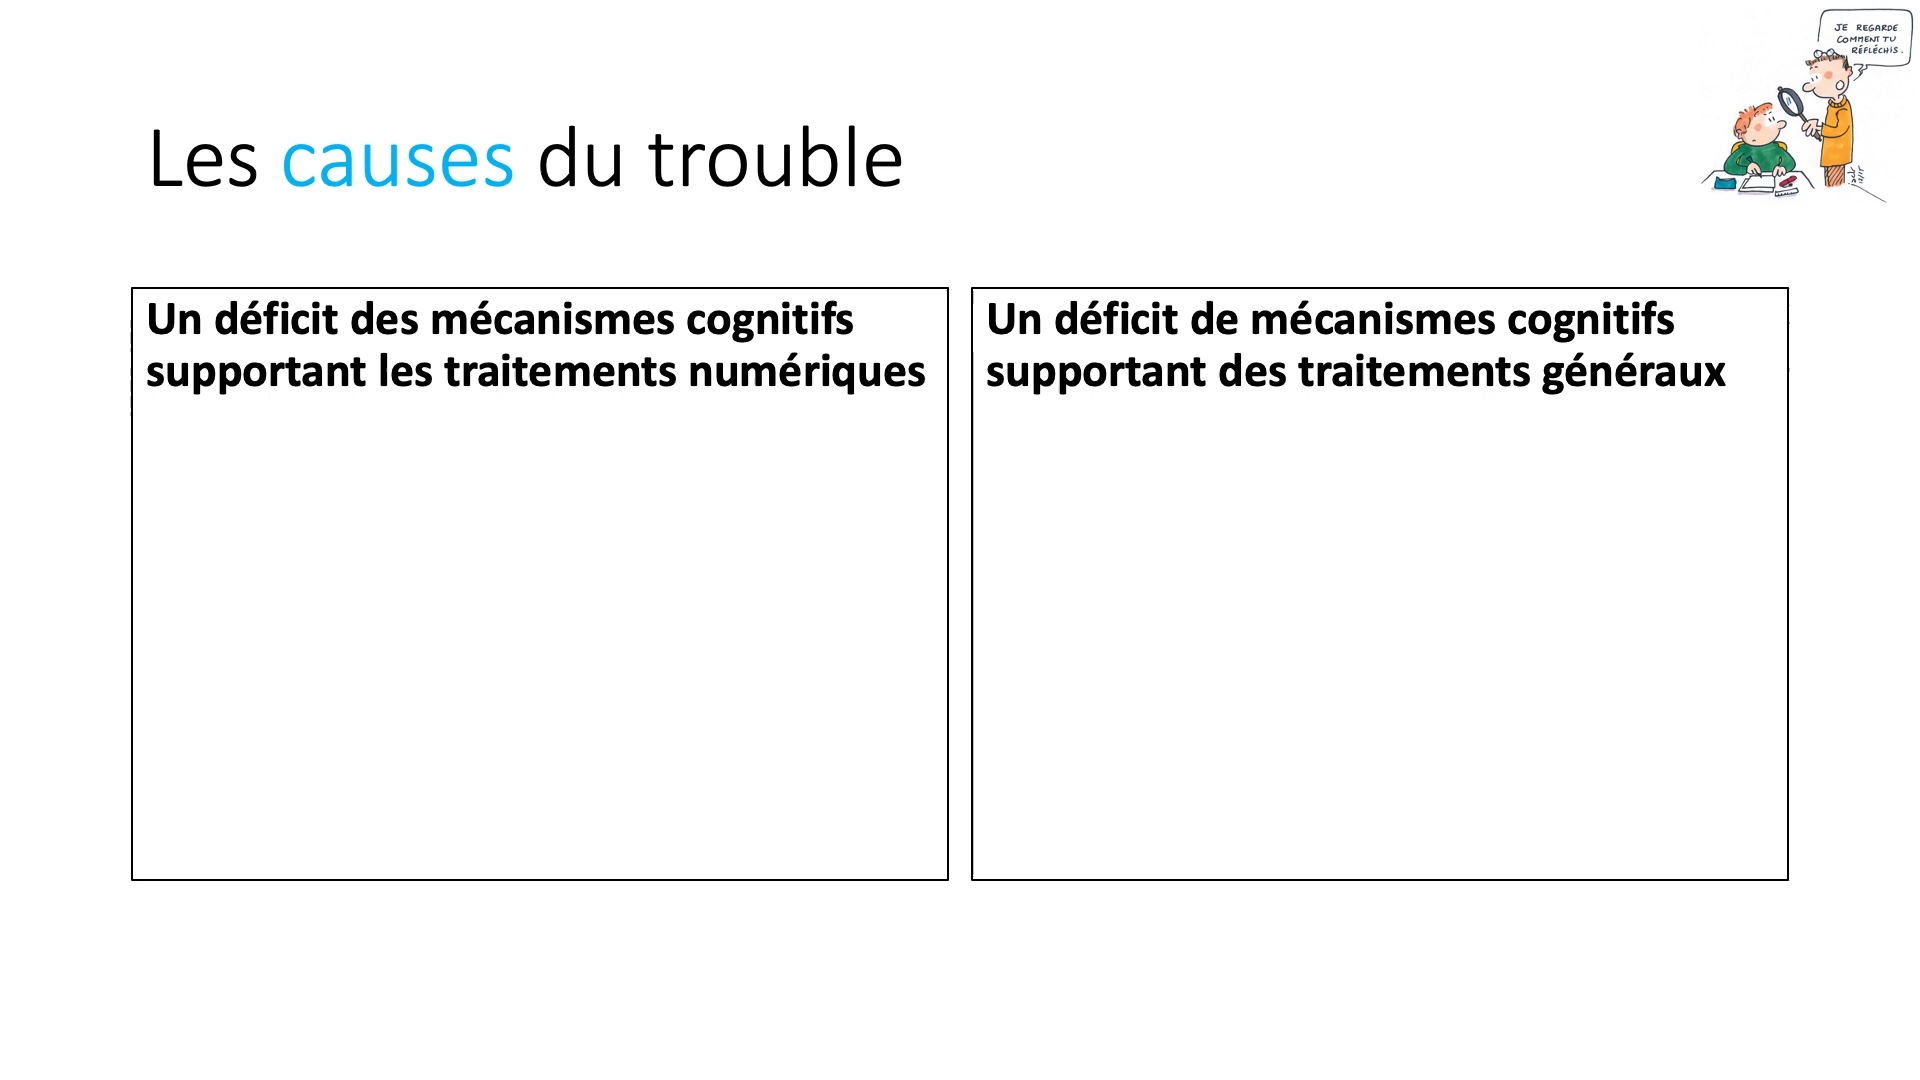 JE REGARDE
COMMENT TU
RÉFLÉCHIS.
Les causes du trouble
Un déficit des mécanismes cognitifs
supportant les traitements numériques
Un déficit de mécanismes cognitifs
supportant des traitements généraux